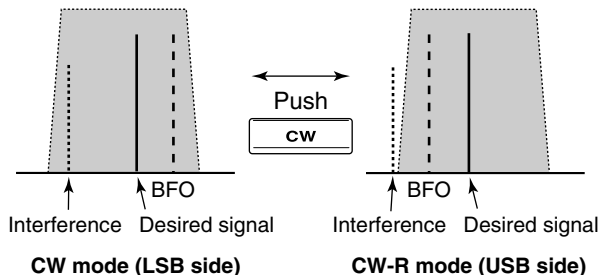 Push
CW
BFO
BFO
Interference
Desired signal
Interference
Desired signal
CW mode (LSB side)
CW-R mode (USB side)